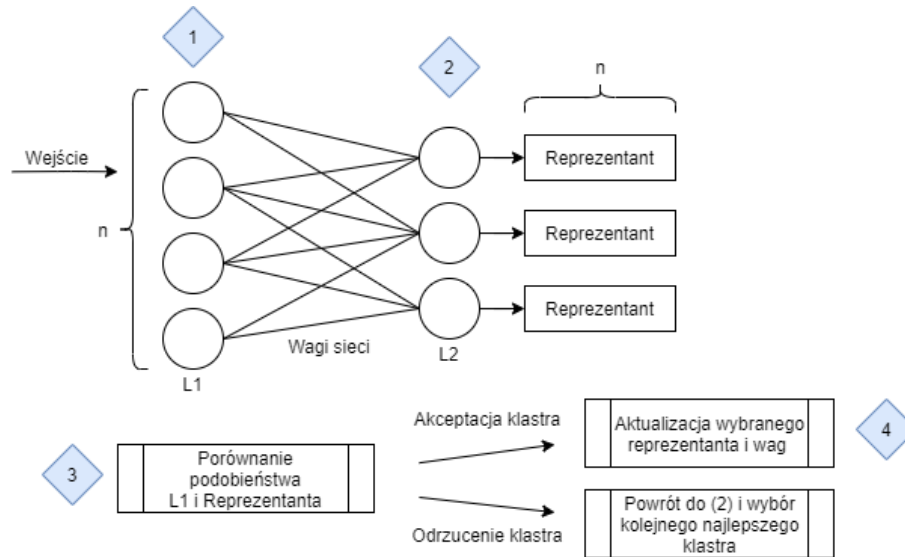 1
2
n
Wejście
Reprezentant
n
Reprezentant
Reprezentant
Wagi sieci
L2
L1
Akceptacja klastra
Aktualizacja wybranego
reprezentanta i wag
4
3
Porównanie
podobieństwa
L1 i Reprezentanta
Powrót do (2) i wybór
kolejnego najlepszego
klastra
Odrzucenie klastra